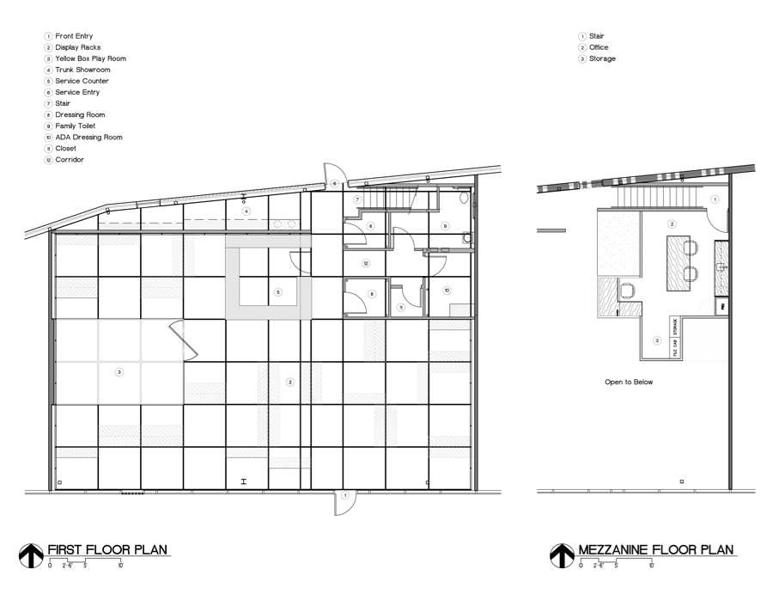 1 Front Entry
2 Display Racks
3 Yellow Box Play Room
4 Trunk Showroom
5 Service Counter
6 Service Entry
7 Stair
8 Dressing Room
9 Family Toilet
10 ADA Dressing Room
11 Closet
12 Corridor
1 Stair
2 Office
3 Storage
6
7
4
8
9
12
5
8
11
10
3
2
1
1
2
FILE CAB STORAGE
Open to Below
FIRST FLOOR PLAN
0 2'-6" 5' 10'
MEZZANINE FLOOR PLAN
0 2'-6" 5' 10'